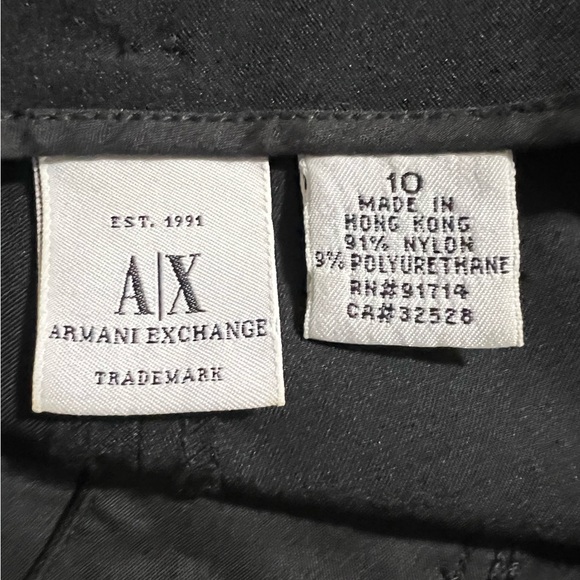 EST. 1991
A|X
ARMANI EXCHANGE
TRADEMARK
10
MADE IN
HONG KONG
91% NYLON
9% POLYURETHANE
RN#91714
CA#32528